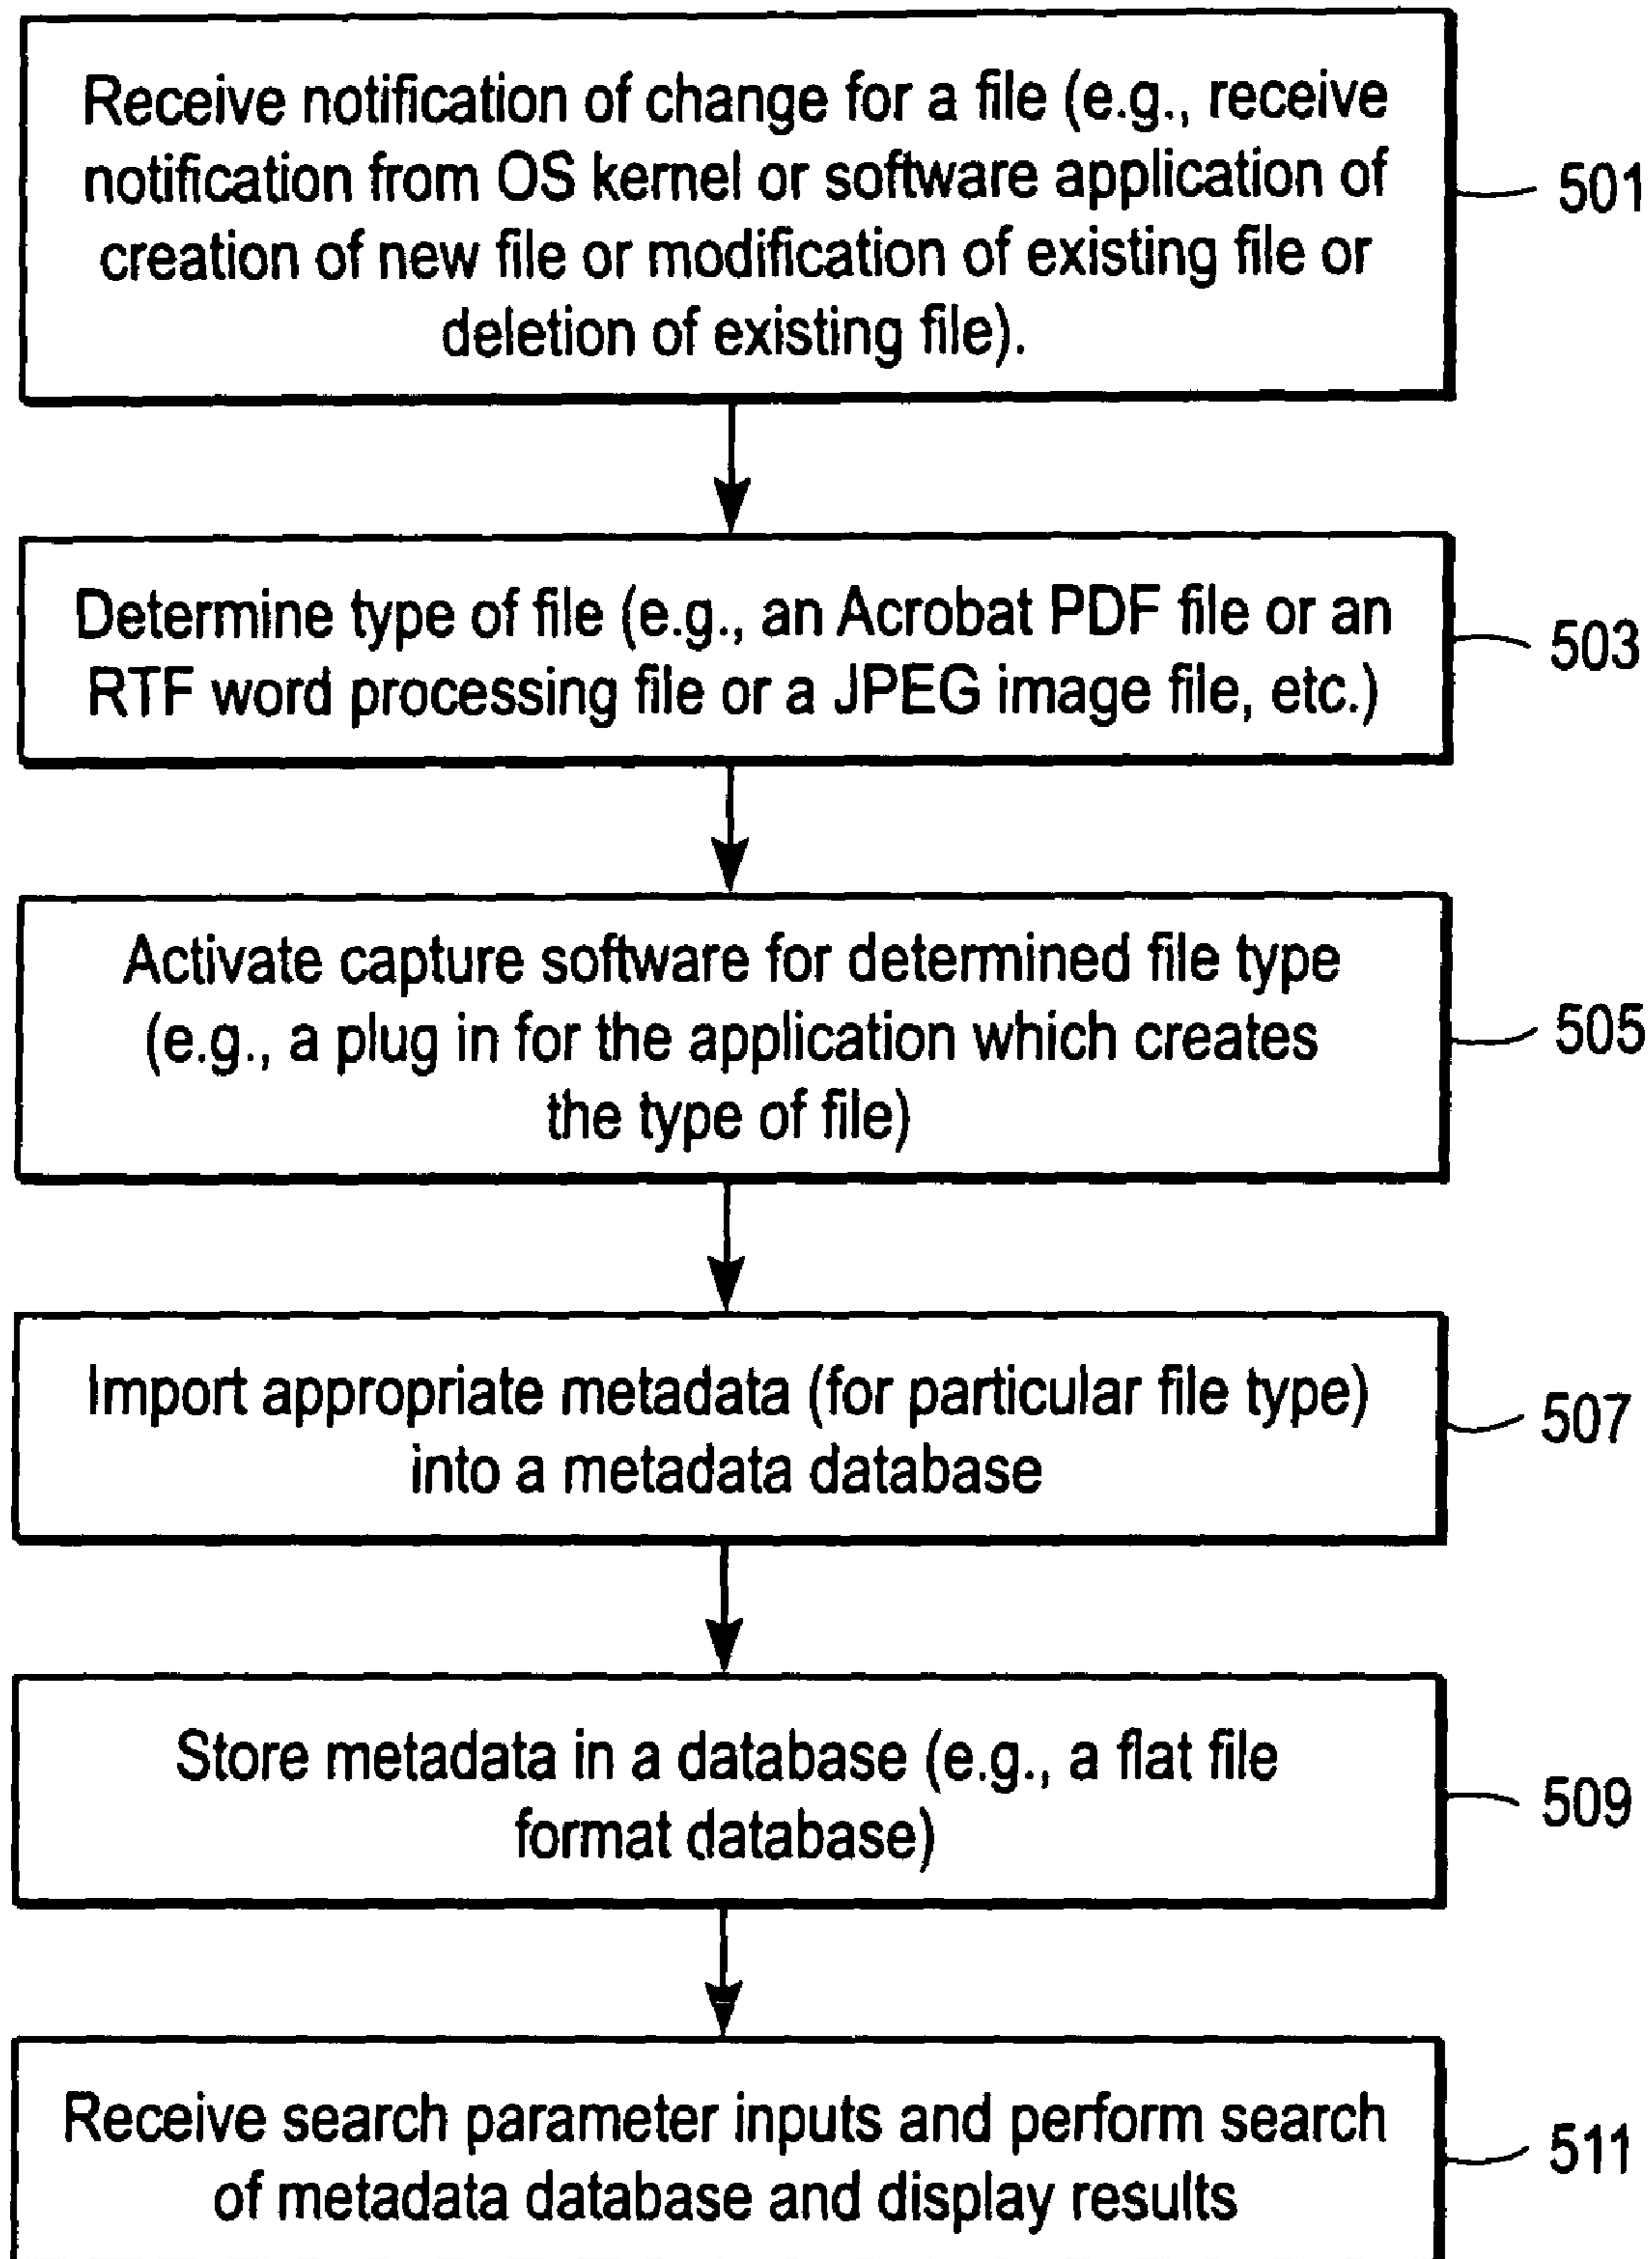 Receive notification of change for a file (e.g., receive
notification from OS kernel or software application of
creation of new file or modification of existing file or
deletion of existing file).
501
Determine type of file (e.g., an Acrobat PDF file or an
RTF word processing file or a JPEG image file, etc.)
503
Activate capture software for determined file type
(e.g., a plug in for the application which creates
the type of file)
505
Import appropriate metadata (for particular file type)
into a metadata database
507
Store metadata in a database (e.g., a flat file
format database)
509
Receive search parameter inputs and perform search
of metadata database and display results
511